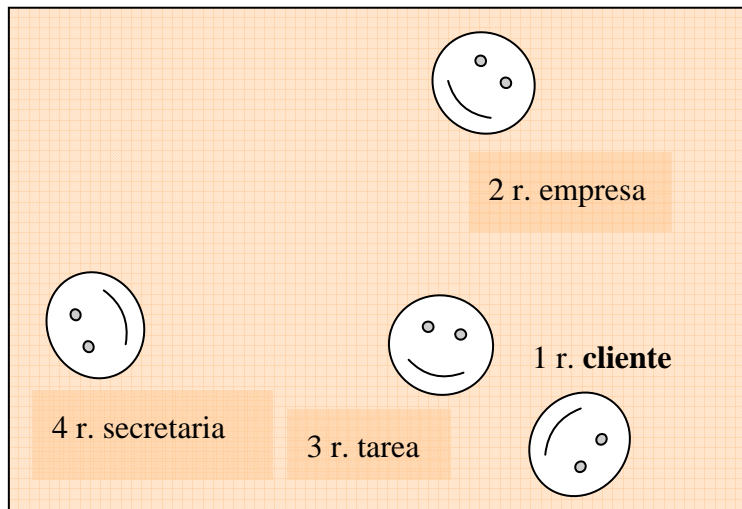 2 r. empresa
1 r. cliente
4 r. secretaria
3 r. tarea